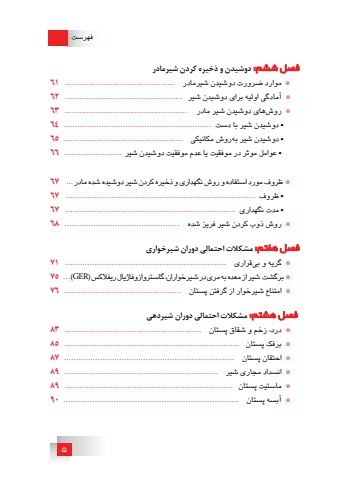 فهرست
فصل ششم: دوشیدن و ذخیره کردن شیرمادر
موارد ضرورت دوشیدن شیرمادر ۶۱
آمادگی اولیه برای دوشیدن شیر ۶۲
روش‌های دوشیدن شیر مادر ۶۳
• دوشیدن شیر با دست ۶۴
• دوشیدن شیر به‌روش مکانیکی ۶۵
• عوامل موثر در موفقیت یا عدم موفقیت دوشیدن شیر ۶۶
ظروف مورد استفاده و روش نگهداری و ذخیره کردن شیر دوشیده شده مادر ... ۶۷
• ظروف ۶۷
• مدت نگهداری ۶۷
روش ذوب کردن شیر فریز شده ۶۸
فصل هفتم: مشکلات احتمالی دوران شیرخواری
گریه و بی‌قراری ۷۱
برگشت شیر از معده به مری در شیرخواران، گاستروازوفاژیال ریفلاکس (GER) ... ۷۵
امتناع شیرخوار از گرفتن پستان ۷۶
فصل هشتم: مشکلات احتمالی دوران شیردهی
درد، زخم و شقاق پستان ۸۳
برفک پستان ۸۵
احتقان پستان ۸۷
انسداد مجاری شیر ۸۹
ماستیت پستان ۸۹
آبسه پستان ۹۰
۵